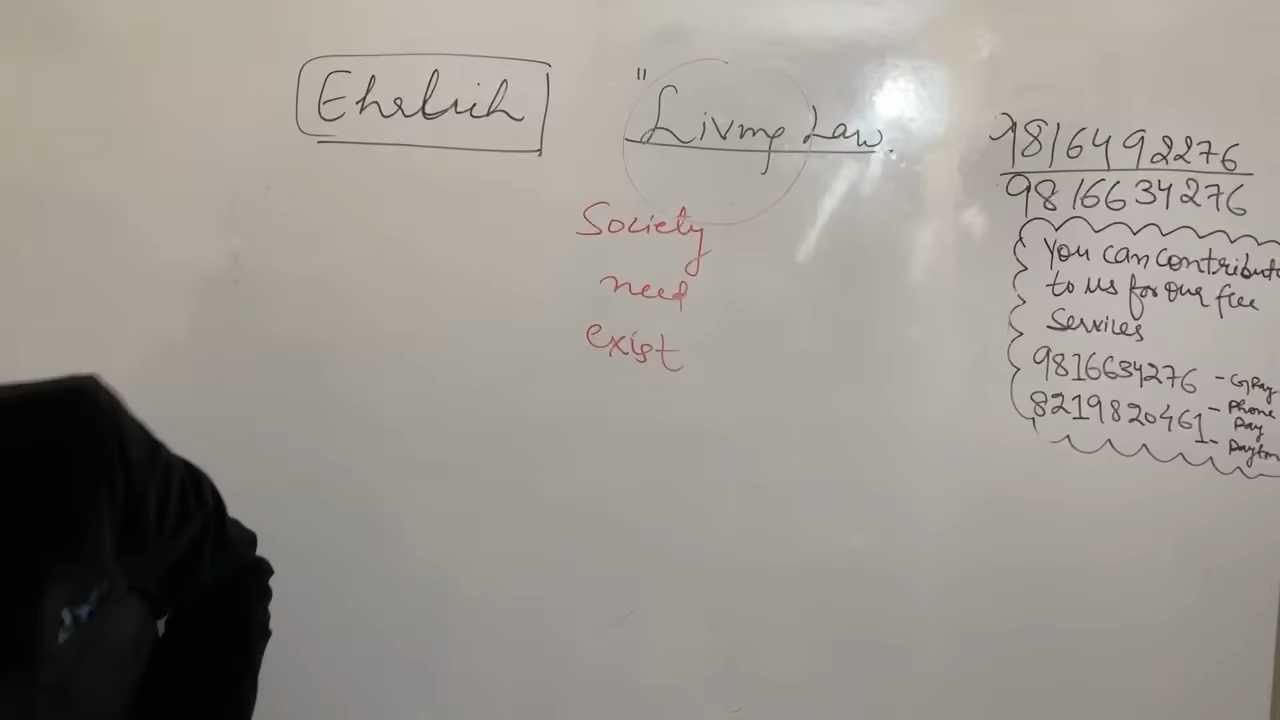 Ehrlich
" Living Law.
Society
need
exist
9816492276
9816634276
You can contribute
to us for our free
Services
9816634276 - G Pay
8219820461 - Phone
Pay
- Paytm